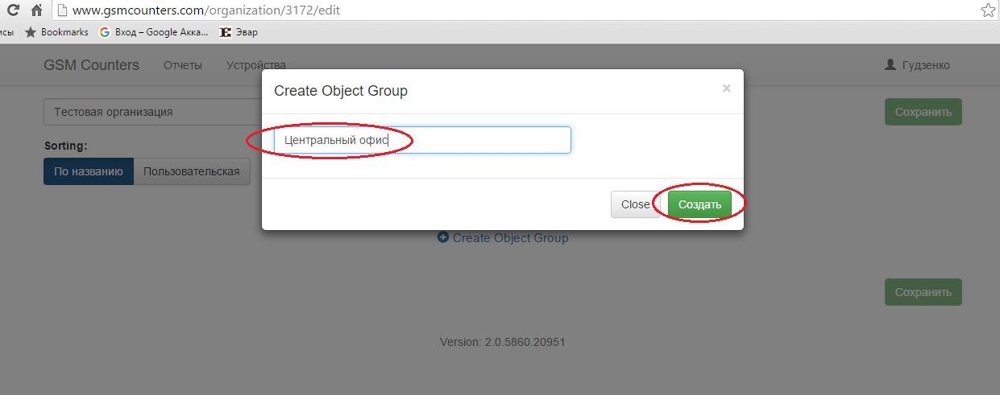 www.gsmcounters.com/organization/3172/edit
исы Bookmarks Вход – Google Акка... Эвар
GSM Counters Отчеты Устройства Гудзенко
Create Object Group ×
Тестовая организация Сохранить
Центральный офис
Sorting:
По названию Пользовательская
Close Создать
Create Object Group
Сохранить
Version: 2.0.5860.20951